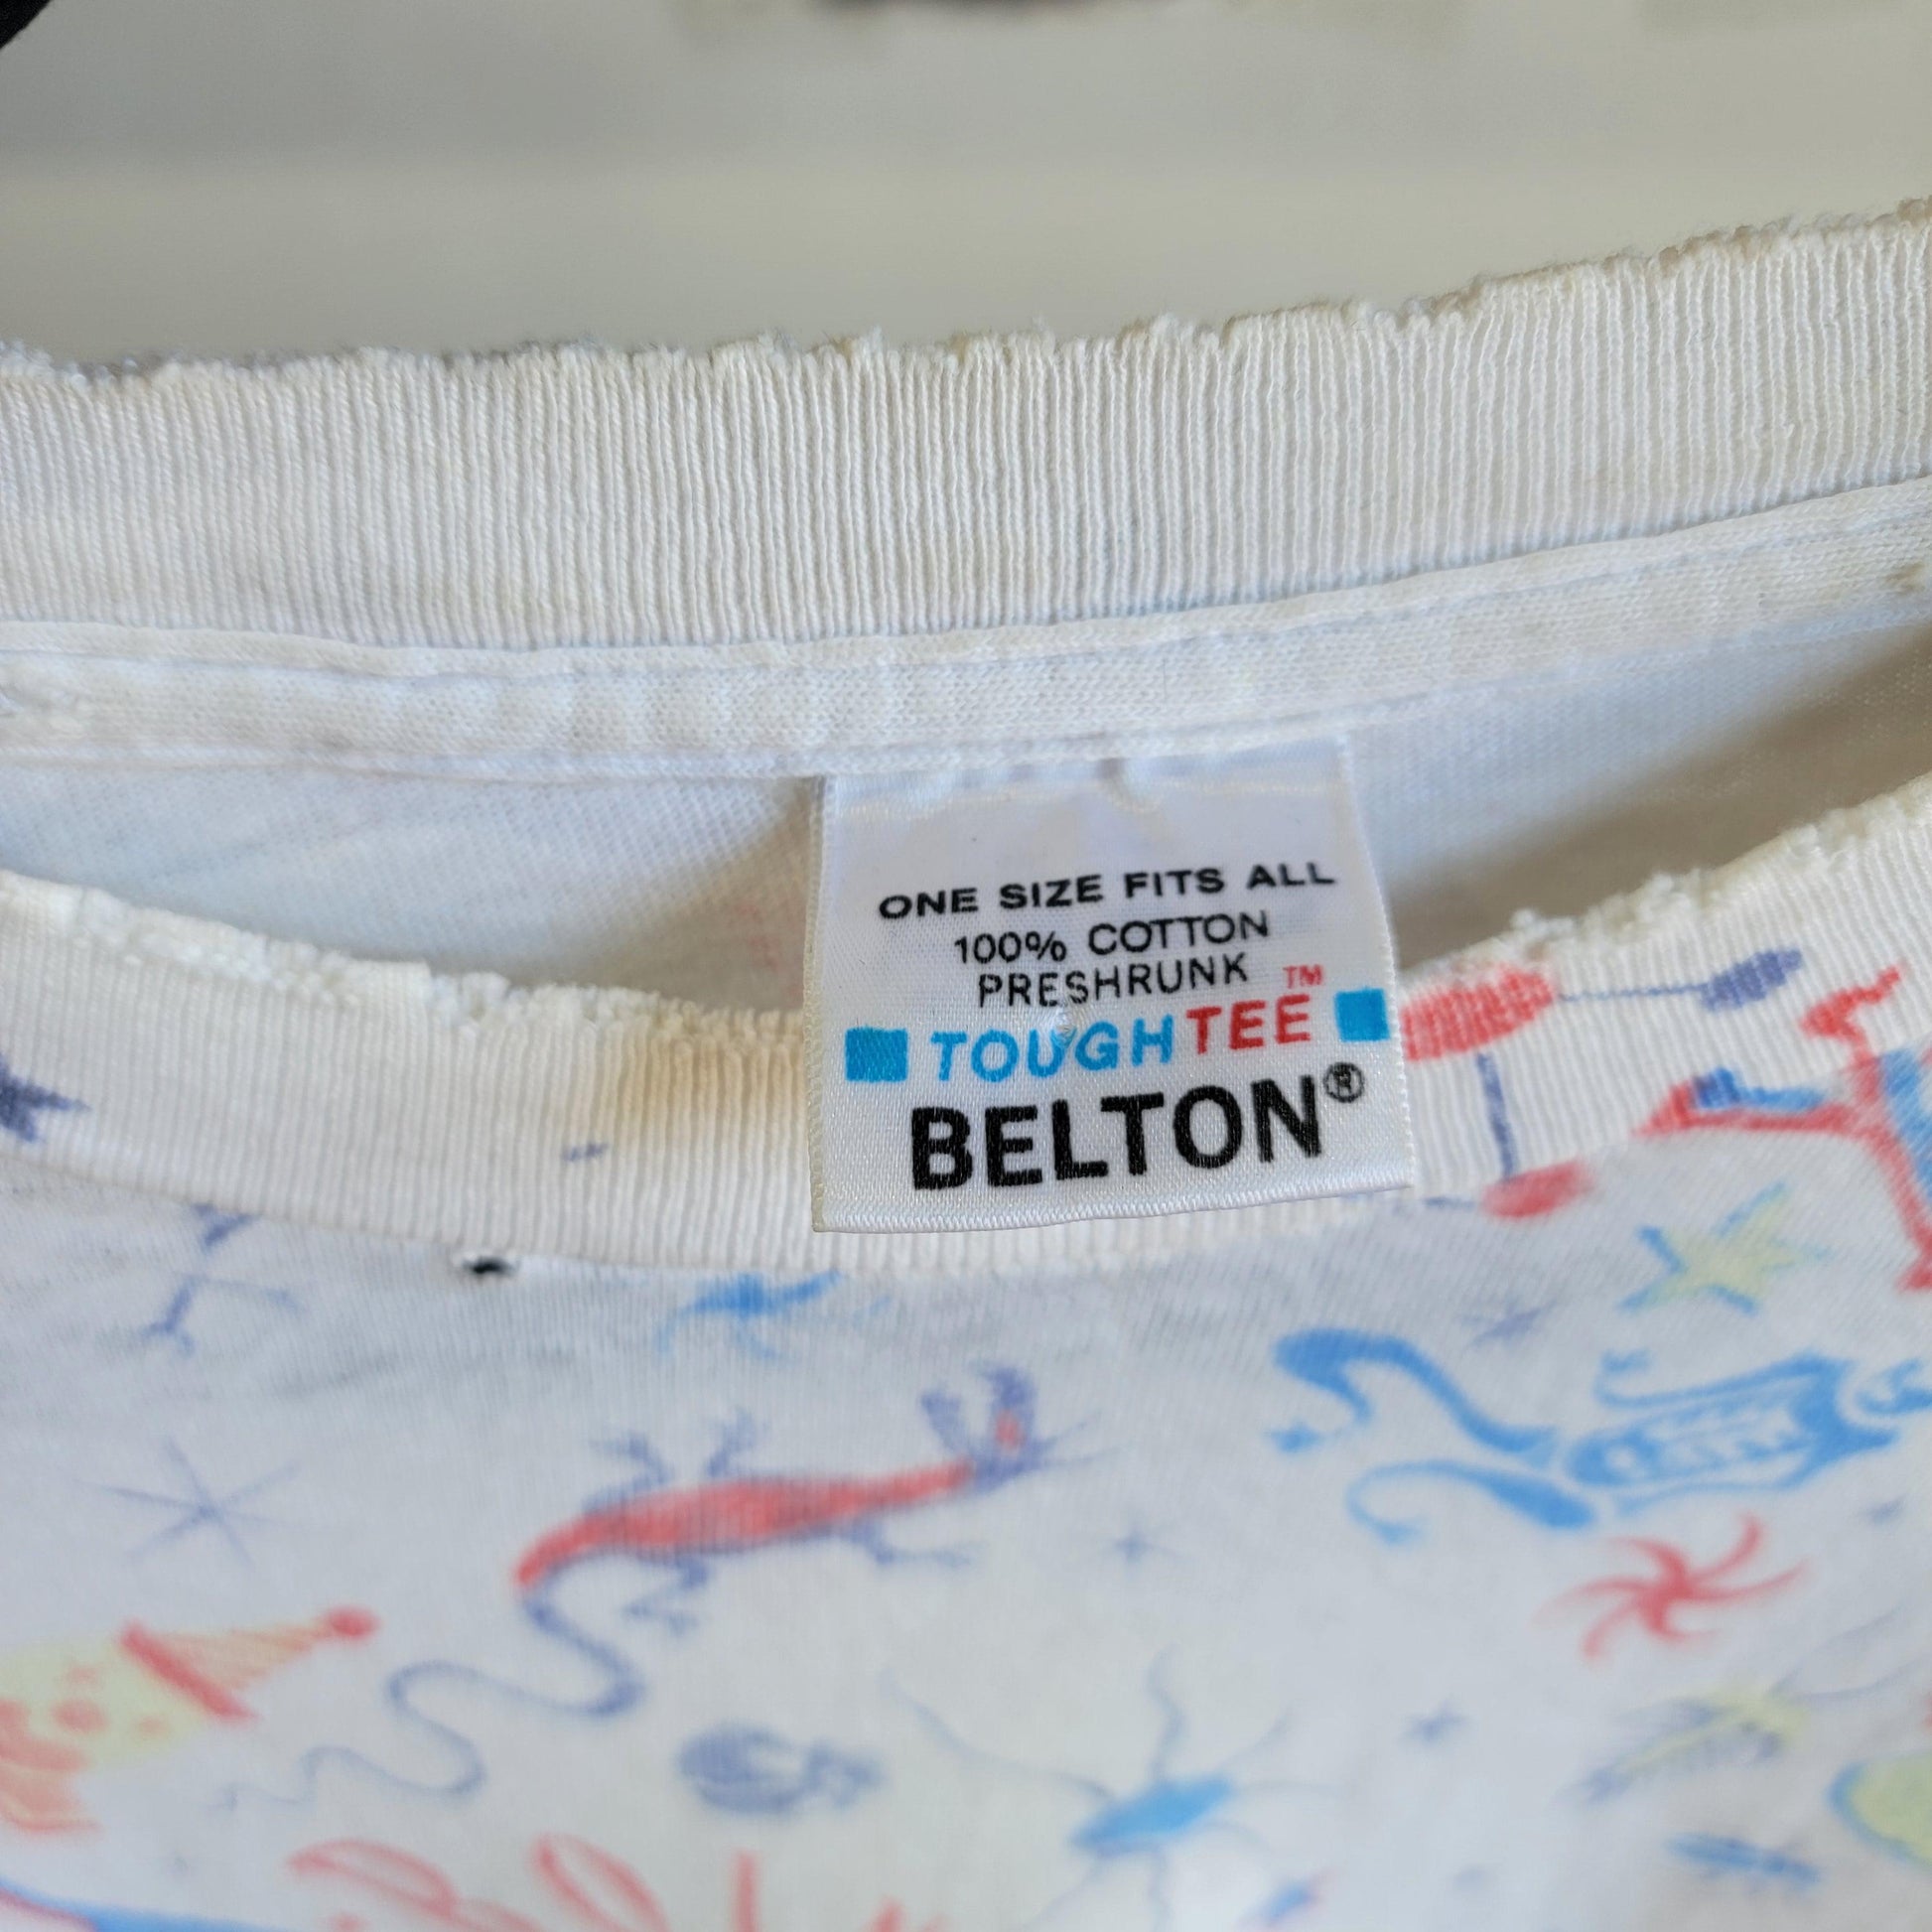 ONE SIZE FITS ALL
100% COTTON
PRESHRUNK
TOUGHTEE™
BELTON®